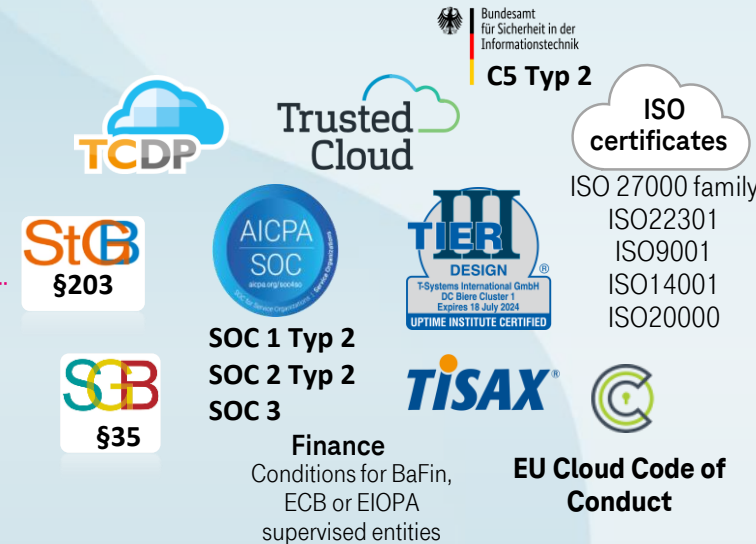 Bundesamt
für Sicherheit in der
Informationstechnik
C5 Typ 2
TCDP
Trusted
Cloud
ISO
certificates
ISO 27000 family
ISO22301
ISO9001
ISO14001
ISO20000
StGB
§203
AICPA
SOC
aicpa.org/soc4so
SOC for Service Organizations | Service Organizations
TIER III
DESIGN
®
T-Systems International GmbH
DC Biere Cluster 1
Expires 18 July 2024
UPTIME INSTITUTE CERTIFIED
SOC 1 Typ 2
SOC 2 Typ 2
SOC 3
SGB
§35
TiSAX®
Finance
Conditions for BaFin,
ECB or EIOPA
supervised entities
EU Cloud Code of
Conduct